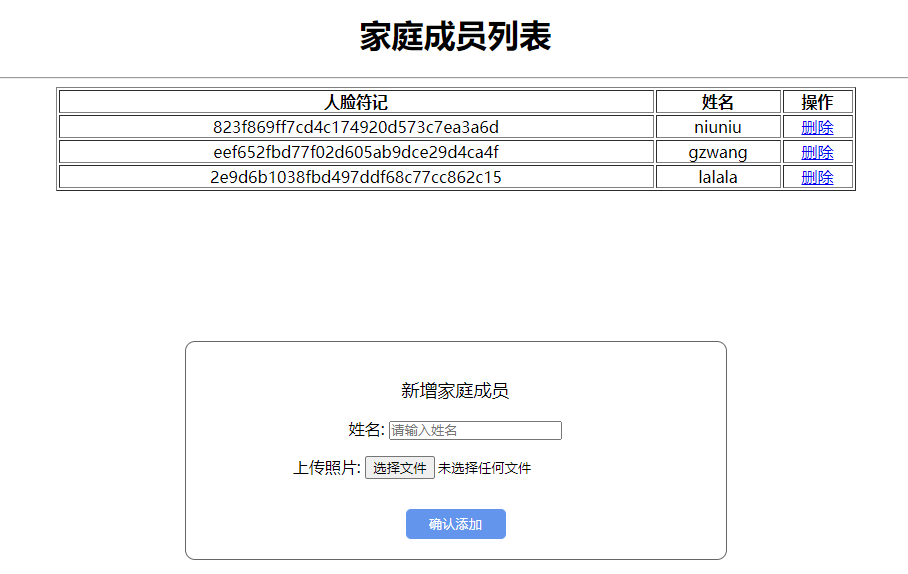 家庭成员列表
人脸符记 姓名 操作
823f869ff7cd4c174920d573c7ea3a6d niuniu 删除
eef652fbd77f02d605ab9dce29d4ca4f gzwang 删除
2e9d6b1038fbd497ddf68c77cc862c15 lalala 删除
新增家庭成员
姓名: 请输入姓名
上传照片: 选择文件 未选择任何文件
确认添加